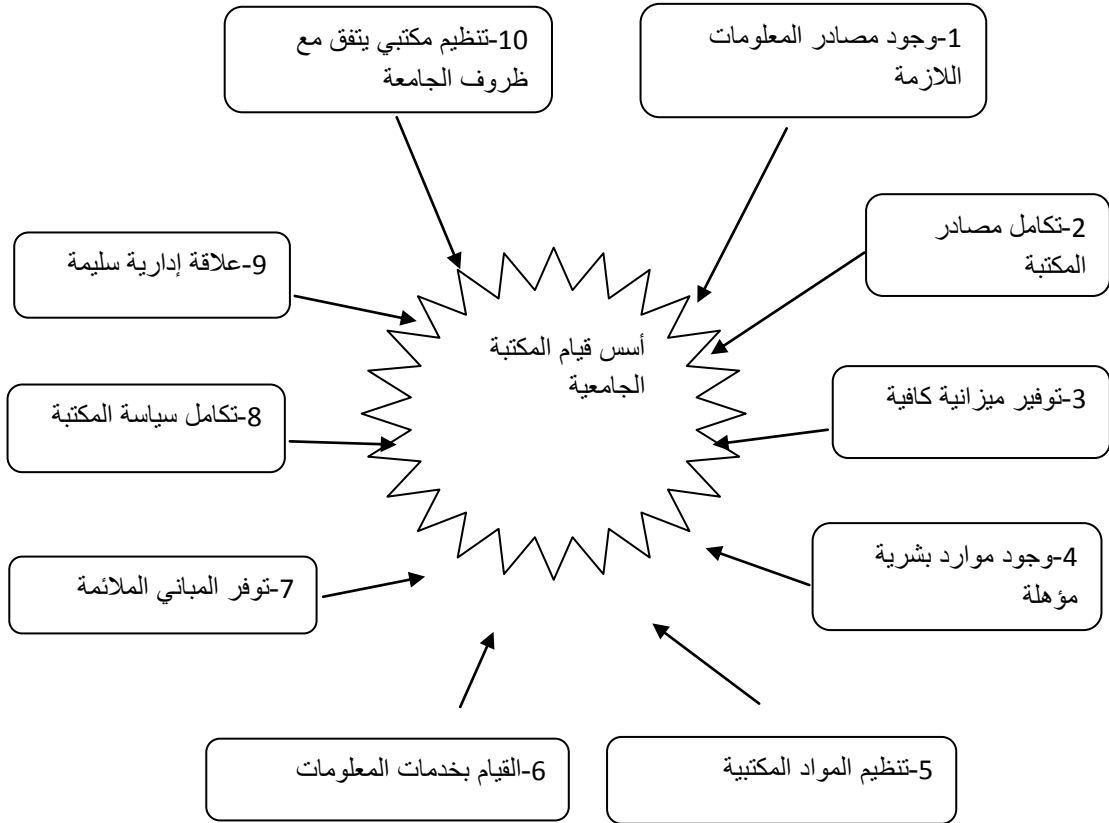 1-وجود مصادر المعلومات
اللازمة
2-تكامل مصادر
المكتبة
3-توفير ميزانية كافية
4-وجود موارد بشرية
مؤهلة
5-تنظيم المواد المكتبية
6-القيام بخدمات المعلومات
7-توفر المباني الملائمة
8-تكامل سياسة المكتبة
9-علاقة إدارية سليمة
10-تنظيم مكتبي يتفق مع
ظروف الجامعة
أسس قيام المكتبة
الجامعية